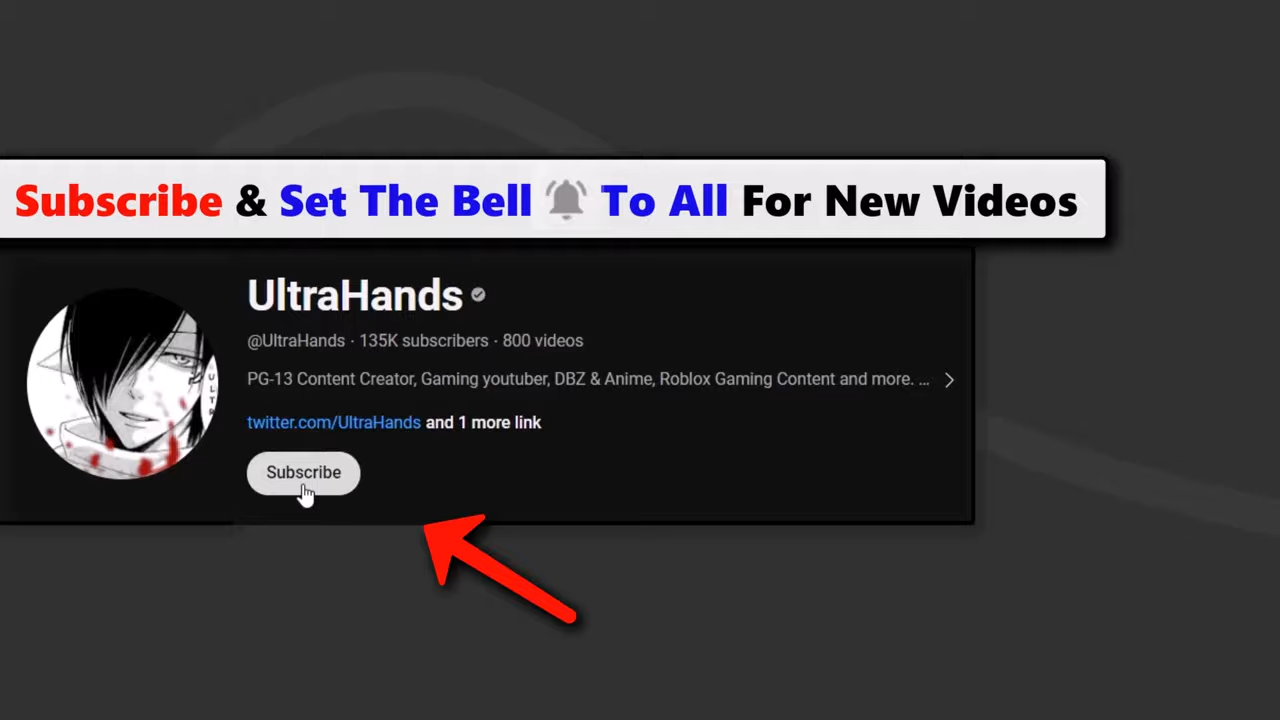 Subscribe & Set The Bell To All For New Videos
UltraHands
@UltraHands · 135K subscribers · 800 videos
PG-13 Content Creator, Gaming youtuber, DBZ & Anime, Roblox Gaming Content and more. ...
twitter.com/UltraHands and 1 more link
Subscribe